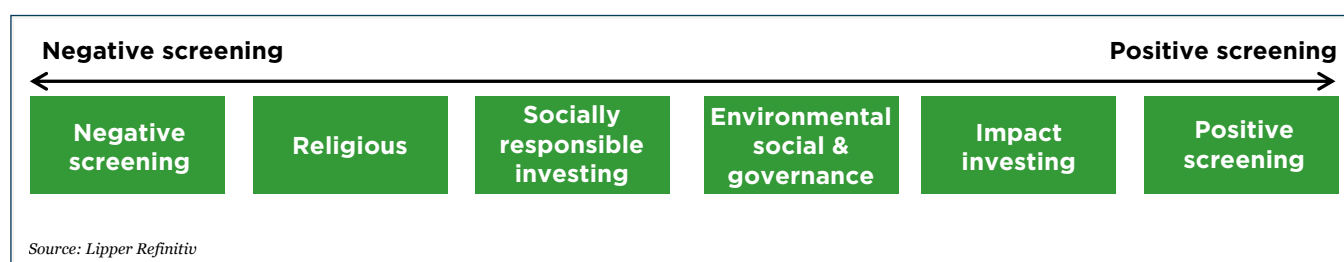 Negative screening
Positive screening
Negative
screening
Religious
Socially
responsible
investing
Environmental
social &
governance
Impact
investing
Positive
screening
Source: Lipper Refinitiv